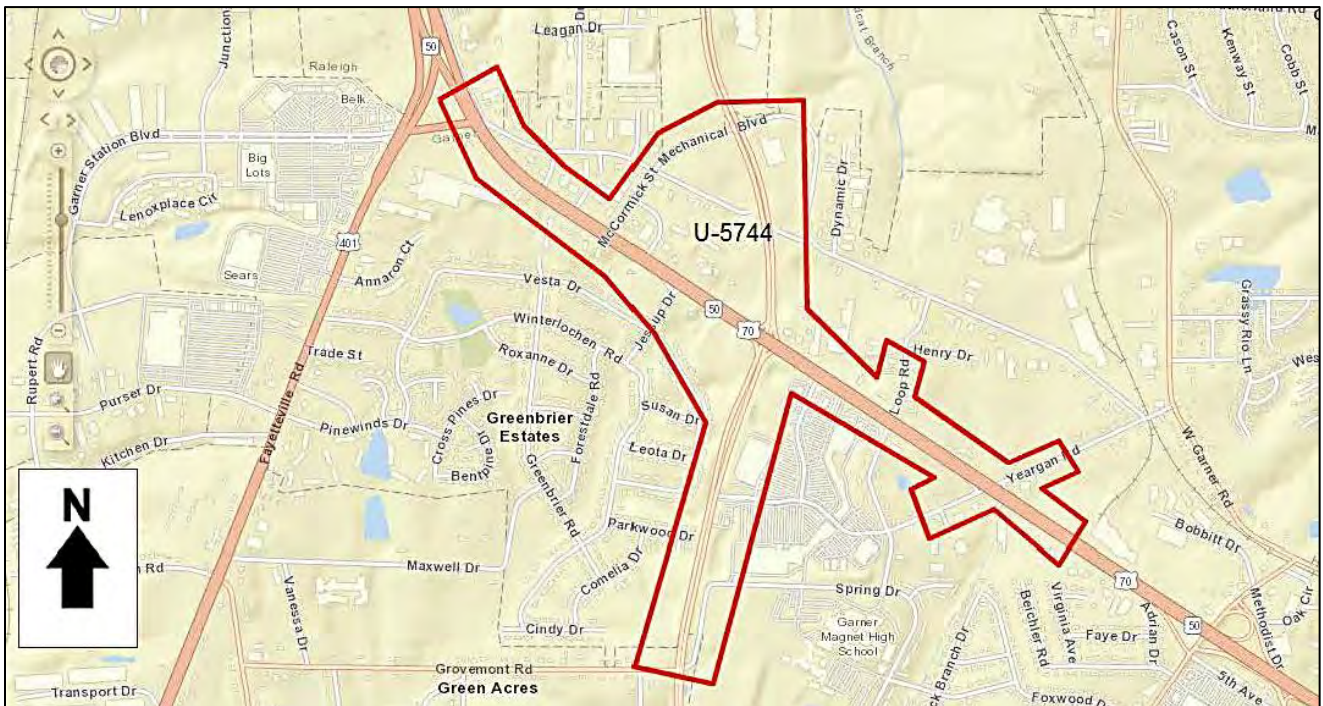 Leagan Dr
Junction
50
Raleigh
Belk
Garner Station Blvd
Big
Lots
Lenoxplace Cir
Garner
Mechanical Blvd
McCormick St
Cason St
Kenway St
Cobb St
Dynamic Dr
U-5744
401
Sears
Annaron Ct
Vesta Dr
Winterlochen Rd
Jessup Dr
Roxanne Dr
50
70
Grassy Rio Ln
Henry Dr
Loop Rd
Rupert Rd
Trade St
Purser Dr
Pinewinds Dr
Kitchen Dr
Fayetteville Rd
Cross Pines Dr
Bentpine Dr
Greenbrier
Estates
Forestdale Rd
Susan Dr
Leota Dr
Greenbrier Rd
Yeargan Rd
W Garner Rd
N
Parkwood Dr
Bobbitt Dr
Maxwell Dr
Comelia Dr
Vanessa Dr
Spring Dr
70
50
Cindy Dr
Garner
Magnet High
School
Beichler Rd
Virginia Ave
Faye Dr
Adrian Dr
Methodist Dr
Oak Cir
Grovemont Rd
Green Acres
Transport Dr
Branch Dr
Foxwood D
5th Ave